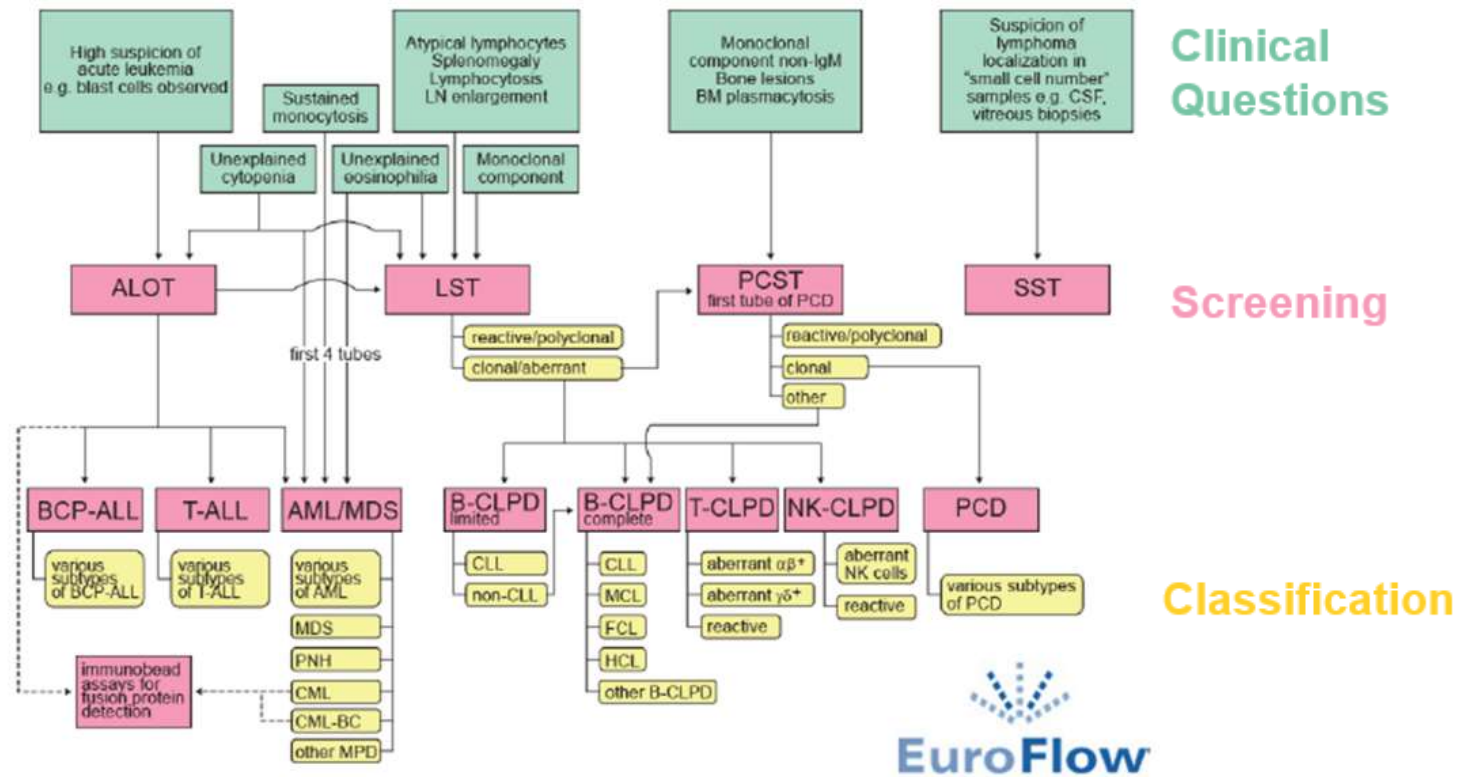 High suspicion of
acute leukemia
e.g. blast cells observed
Sustained
monocytosis
Atypical lymphocytes
Splenomegaly
Lymphocytosis
LN enlargement
Monoclonal
component non-IgM
Bone lesions
BM plasmacytosis
Suspicion of
lymphoma
localization in
"small cell number"
samples e.g. CSF,
vitreous biopsies
Clinical
Questions
Unexplained
cytopenia
Unexplained
eosinophilia
Monoclonal
component
ALOT
LST
PCST
first tube of PCD
SST
Screening
reactive/polyclonal
clonal/aberrant
reactive/polyclonal
clonal
other
first 4 tubes
BCP-ALL
T-ALL
AML/MDS
B-CLPD
limited
B-CLPD
complete
T-CLPD
NK-CLPD
PCD
various
subtypes
of BCP-ALL
various
subtypes
of T-ALL
various
subtypes
of AML
MDS
PNH
CML
CML-BC
other MPD
immunobead
assays for
fusion protein
detection
CLL
non-CLL
CLL
MCL
FCL
HCL
other B-CLPD
aberrant αβ+
aberrant γδ+
reactive
aberrant
NK cells
reactive
various subtypes
of PCD
Classification
EuroFlow